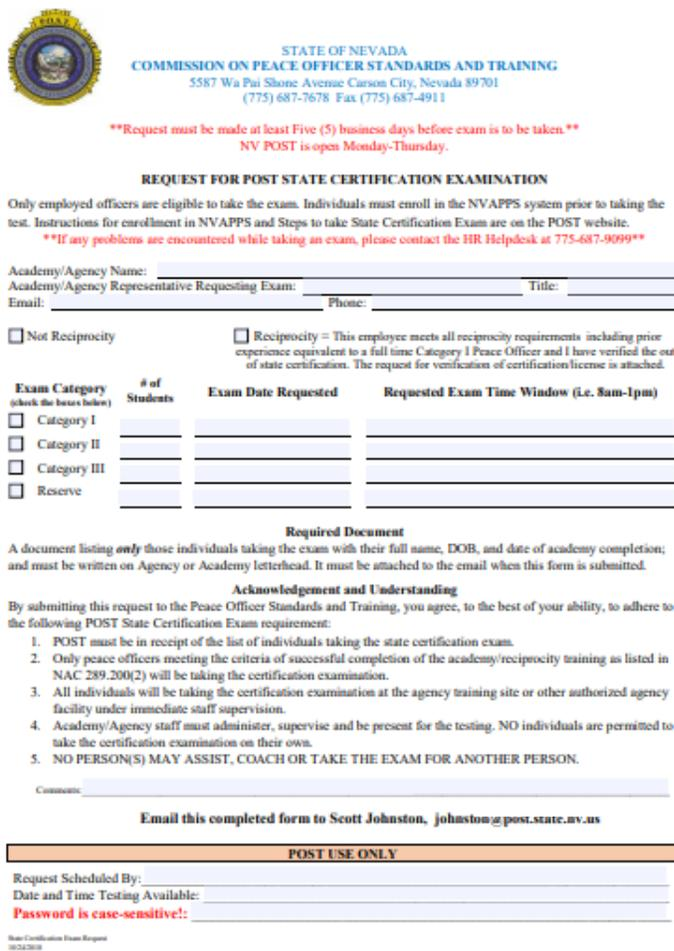 P.O.S.T.
STATE OF NEVADA
COMMISSION ON PEACE OFFICER STANDARDS AND TRAINING
5587 Wa Pai Shone Avenue Carson City, Nevada 89701
(775) 687-7678 Fax (775) 687-4911
**Request must be made at least Five (5) business days before exam is to be taken.**
NV POST is open Monday-Thursday.
REQUEST FOR POST STATE CERTIFICATION EXAMINATION
Only employed officers are eligible to take the exam. Individuals must enroll in the NVAPPS system prior to taking the
test. Instructions for enrollment in NVAPPS and Steps to take State Certification Exam are on the POST website.
**If any problems are encountered while taking an exam, please contact the HR Helpdesk at 775-687-9099**
Academy/Agency Name:
Academy/Agency Representative Requesting Exam: Title:
Email: Phone:
Not Reciprocity Reciprocity = This employee meets all reciprocity requirements including prior
experience equivalent to a full time Category I Peace Officer and I have verified the out
of state certification. The request for verification of certification/license is attached.
Exam Category # of Students Exam Date Requested Requested Exam Time Window (i.e. 8am-1pm)
(check the boxes below)
Category I
Category II
Category III
Reserve
Required Document
A document listing only those individuals taking the exam with their full name, DOB, and date of academy completion;
and must be written on Agency or Academy letterhead. It must be attached to the email when this form is submitted.
Acknowledgement and Understanding
By submitting this request to the Peace Officer Standards and Training, you agree, to the best of your ability, to adhere to
the following POST State Certification Exam requirement:
1. POST must be in receipt of the list of individuals taking the state certification exam.
2. Only peace officers meeting the criteria of successful completion of the academy/reciprocity training as listed in
NAC 289.200(2) will be taking the certification examination.
3. All individuals will be taking the certification examination at the agency training site or other authorized agency
facility under immediate staff supervision.
4. Academy/Agency staff must administer, supervise and be present for the testing. NO individuals are permitted to
take the certification examination on their own.
5. NO PERSON(S) MAY ASSIST, COACH OR TAKE THE EXAM FOR ANOTHER PERSON.
Comments:
Email this completed form to Scott Johnston, johnston@post.state.nv.us
POST USE ONLY
Request Scheduled By:
Date and Time Testing Available:
Password is case-sensitive!:
State Certification Exam Request
10/24/2018